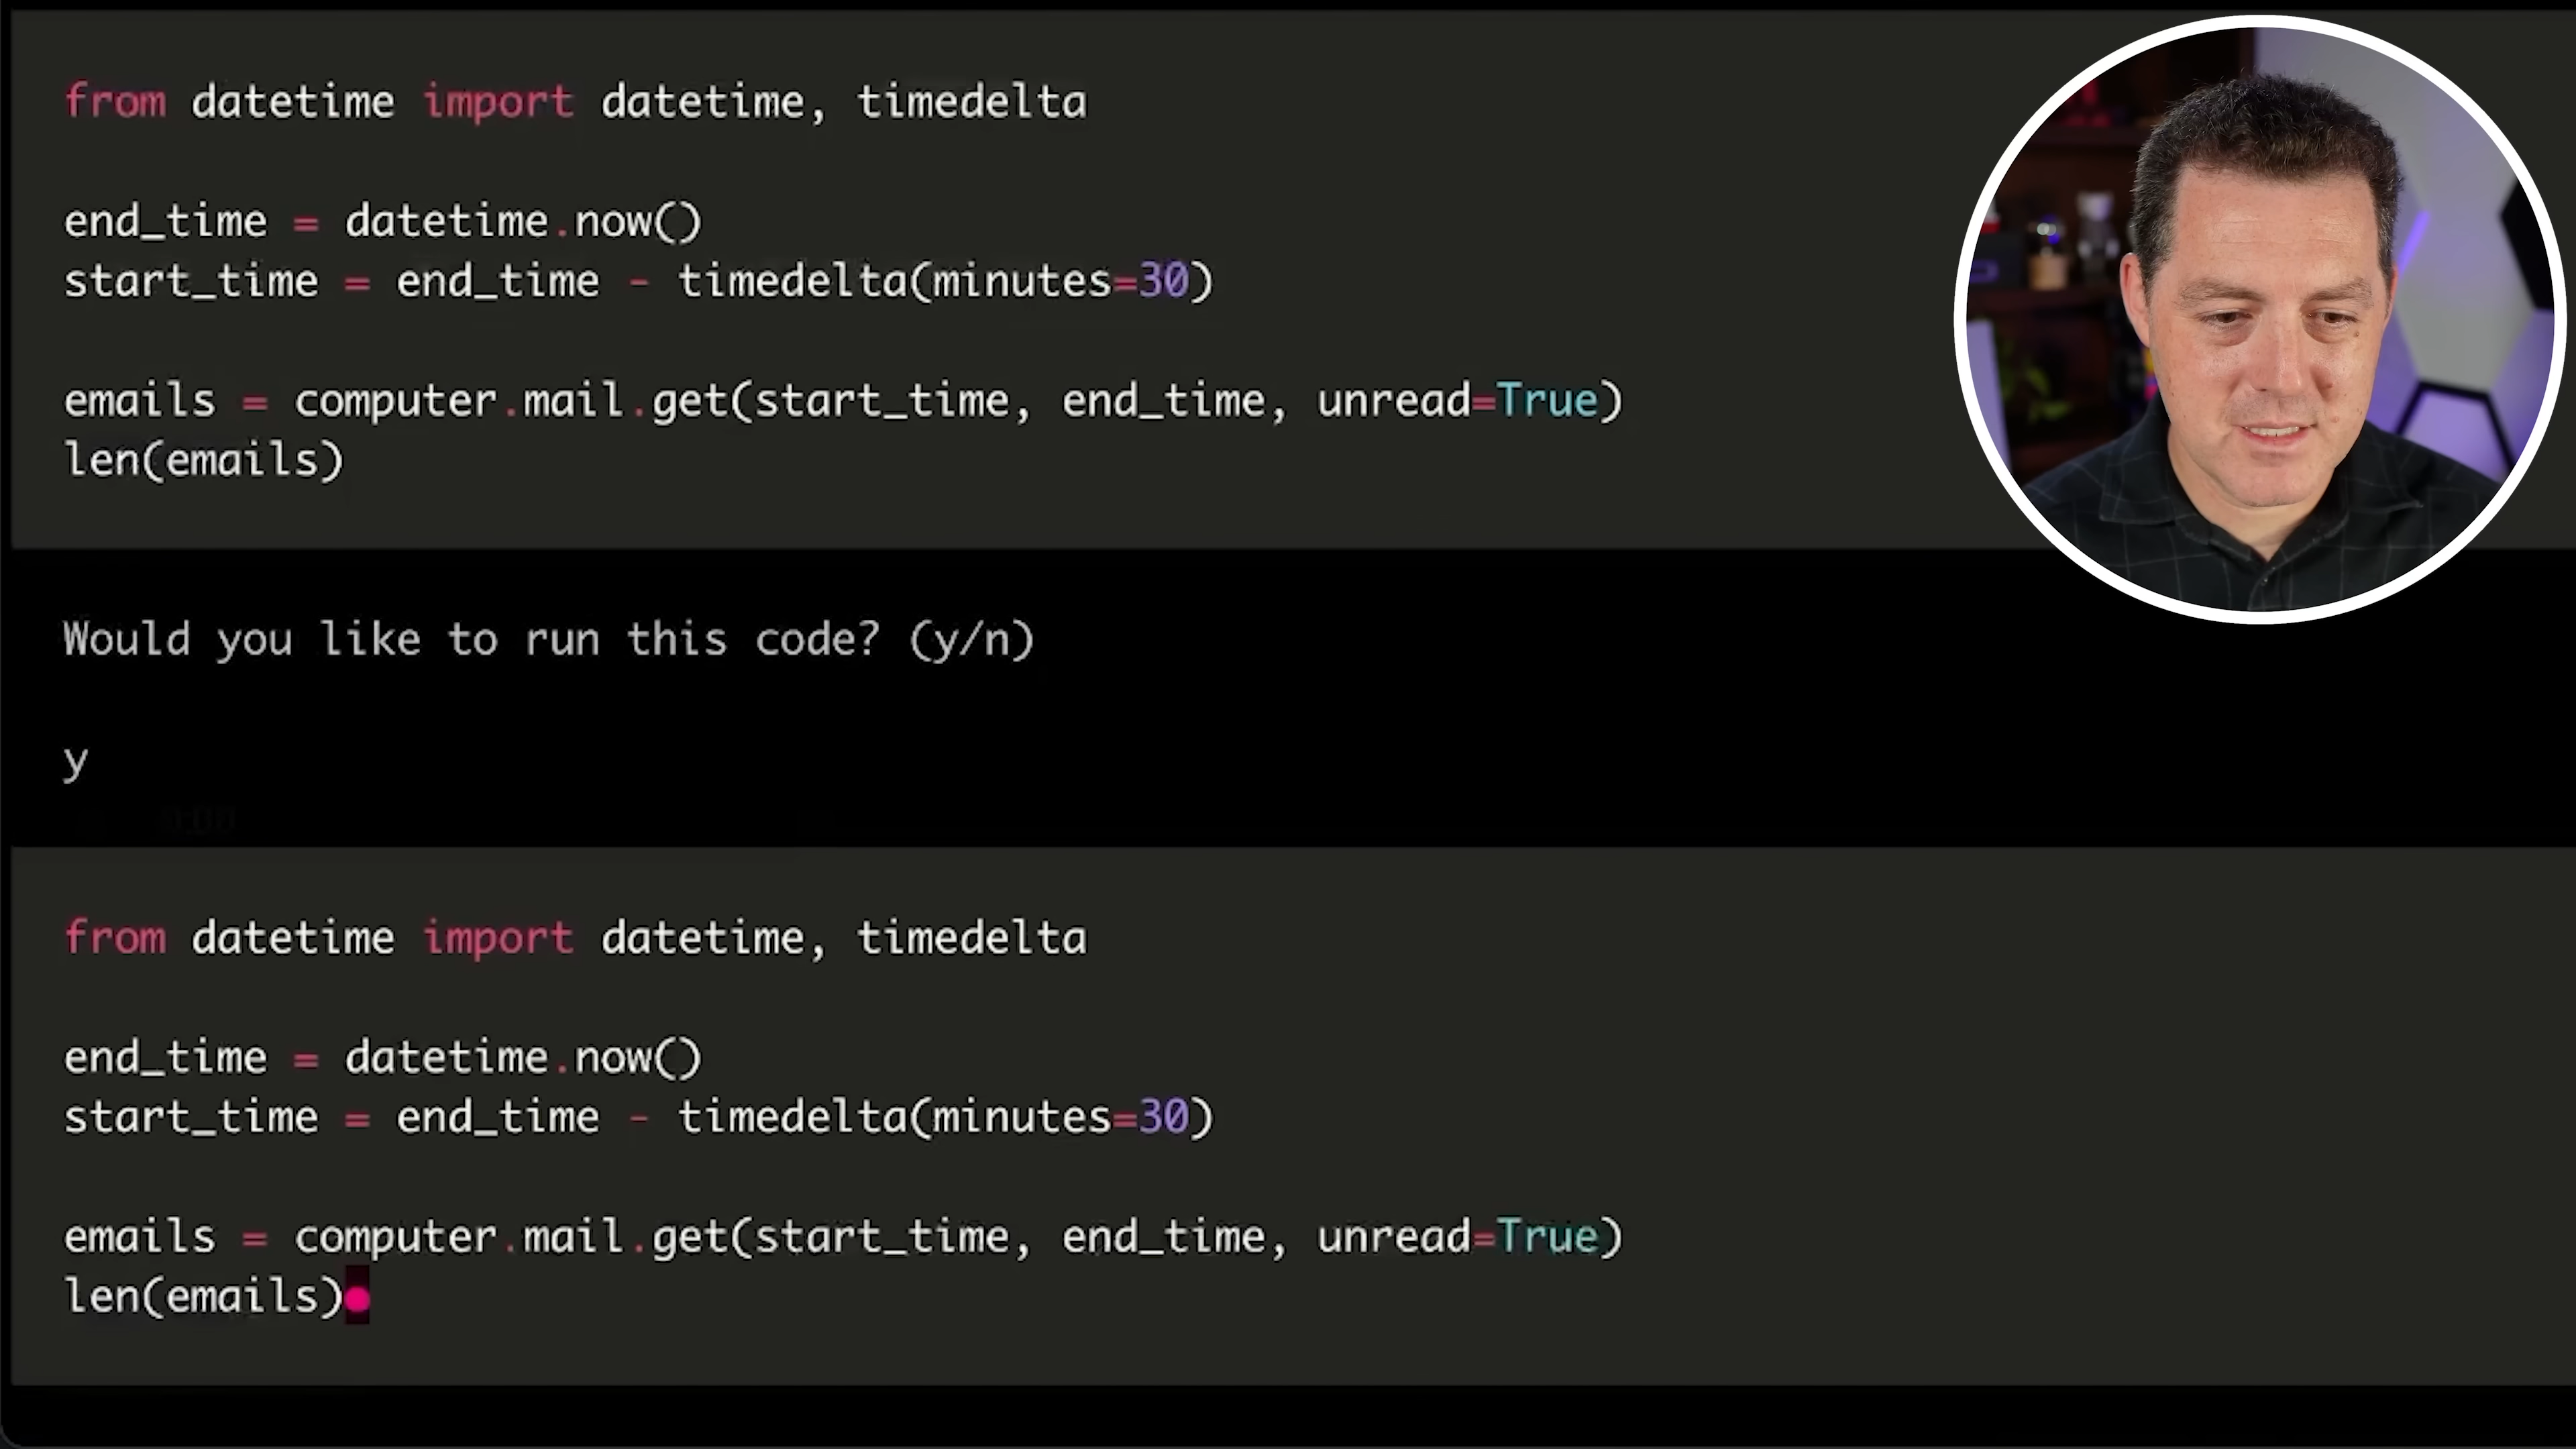 from datetime import datetime, timedelta
end_time = datetime.now()
start_time = end_time - timedelta(minutes=30)
emails = computer.mail.get(start_time, end_time, unread=True)
len(emails)
Would you like to run this code? (y/n)
y
from datetime import datetime, timedelta
end_time = datetime.now()
start_time = end_time - timedelta(minutes=30)
emails = computer.mail.get(start_time, end_time, unread=True)
len(emails)